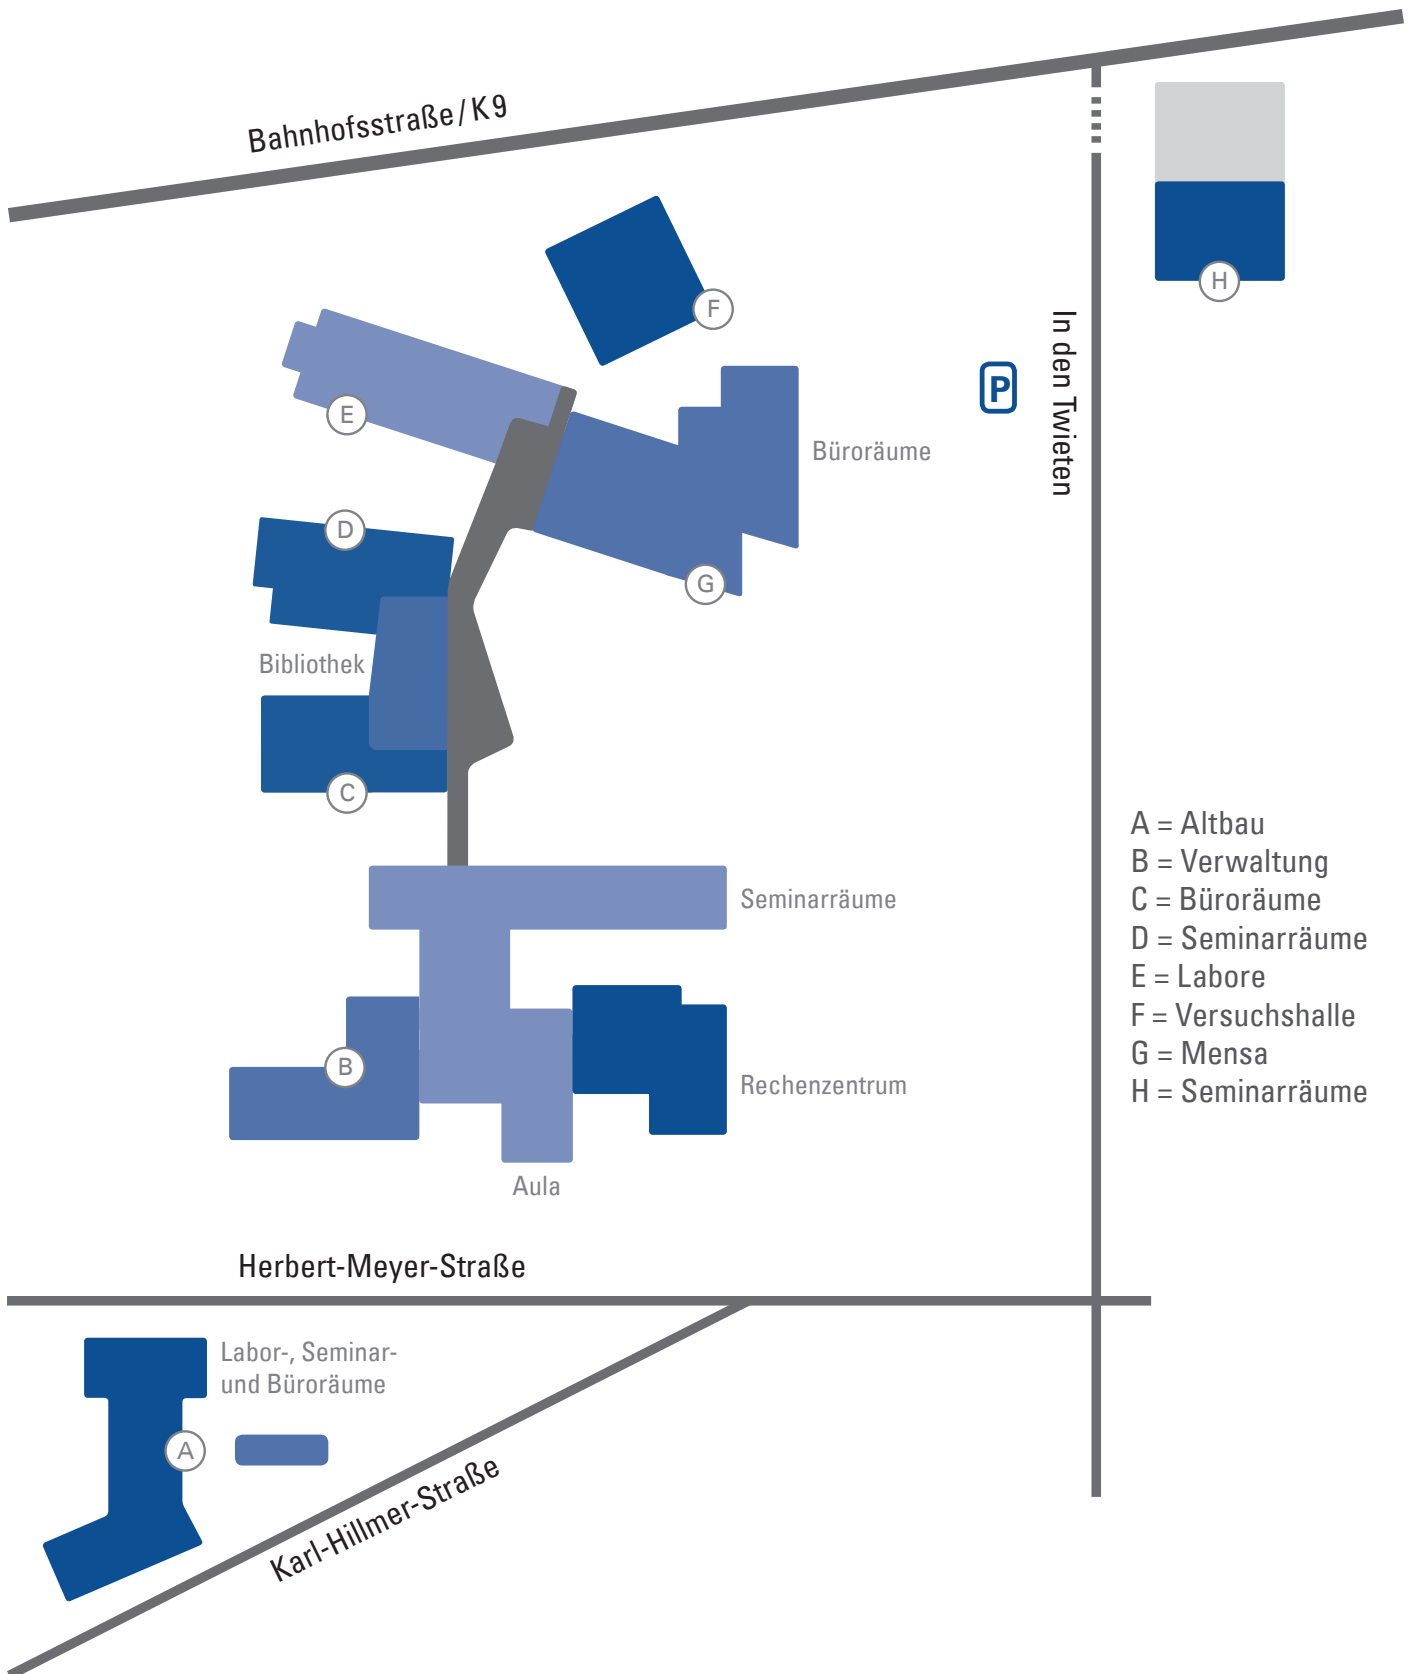 Bahnhofsstraße / K 9
H
F
In den Twieten
P
E
Büroräume
D
G
Bibliothek
C
A = Altbau
B = Verwaltung
C = Büroräume
D = Seminarräume
E = Labore
F = Versuchshalle
G = Mensa
H = Seminarräume
Seminarräume
B
Rechenzentrum
Aula
Herbert-Meyer-Straße
Labor-, Seminar-
und Büroräume
A
Karl-Hillmer-Straße